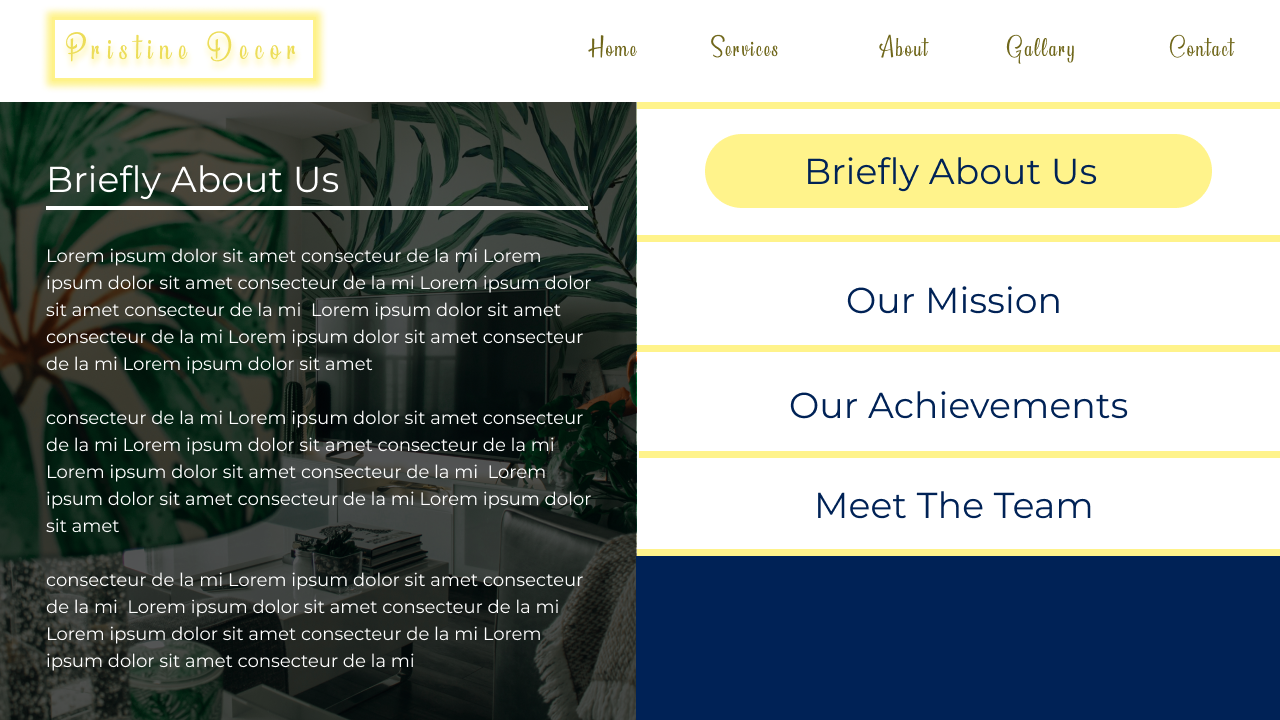 Pristine Decor
Home Services About Gallary Contact
Briefly About Us
Lorem ipsum dolor sit amet consecteur de la mi Lorem
ipsum dolor sit amet consecteur de la mi Lorem ipsum dolor
sit amet consecteur de la mi  Lorem ipsum dolor sit amet
consecteur de la mi Lorem ipsum dolor sit amet consecteur
de la mi Lorem ipsum dolor sit amet
consecteur de la mi Lorem ipsum dolor sit amet consecteur
de la mi Lorem ipsum dolor sit amet consecteur de la mi
Lorem ipsum dolor sit amet consecteur de la mi  Lorem
ipsum dolor sit amet consecteur de la mi Lorem ipsum dolor
sit amet
consecteur de la mi Lorem ipsum dolor sit amet consecteur
de la mi  Lorem ipsum dolor sit amet consecteur de la mi
Lorem ipsum dolor sit amet consecteur de la mi Lorem
ipsum dolor sit amet consecteur de la mi
Briefly About Us
Our Mission
Our Achievements
Meet The Team